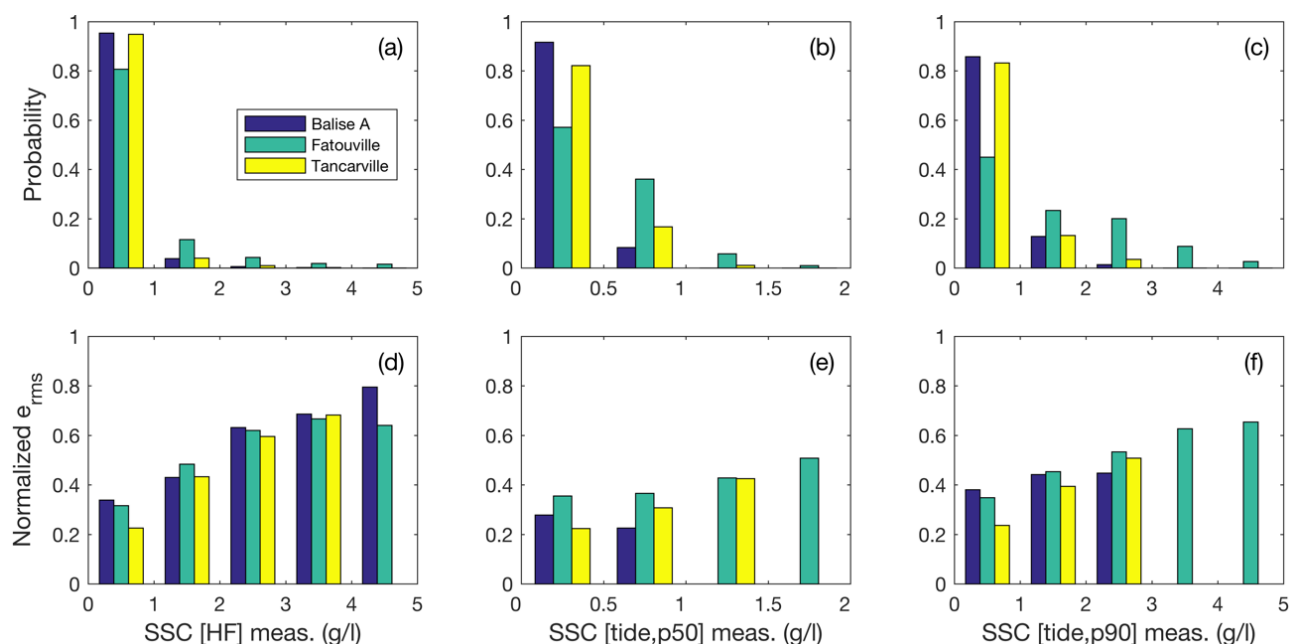 1
0.8
0.6
0.4
0.2
0
Probability
(a)
Balise A
Fatouville
Tancarville
0 1 2 3 4 5
1
0.8
0.6
0.4
0.2
0
(b)
0 0.5 1 1.5 2
1
0.8
0.6
0.4
0.2
0
(c)
0 1 2 3 4
1
0.8
0.6
0.4
0.2
0
Normalized erms
(d)
0 1 2 3 4 5
SSC [HF] meas. (g/l)
1
0.8
0.6
0.4
0.2
0
(e)
0 0.5 1 1.5 2
SSC [tide,p50] meas. (g/l)
1
0.8
0.6
0.4
0.2
0
(f)
0 1 2 3 4 5
SSC [tide,p90] meas. (g/l)